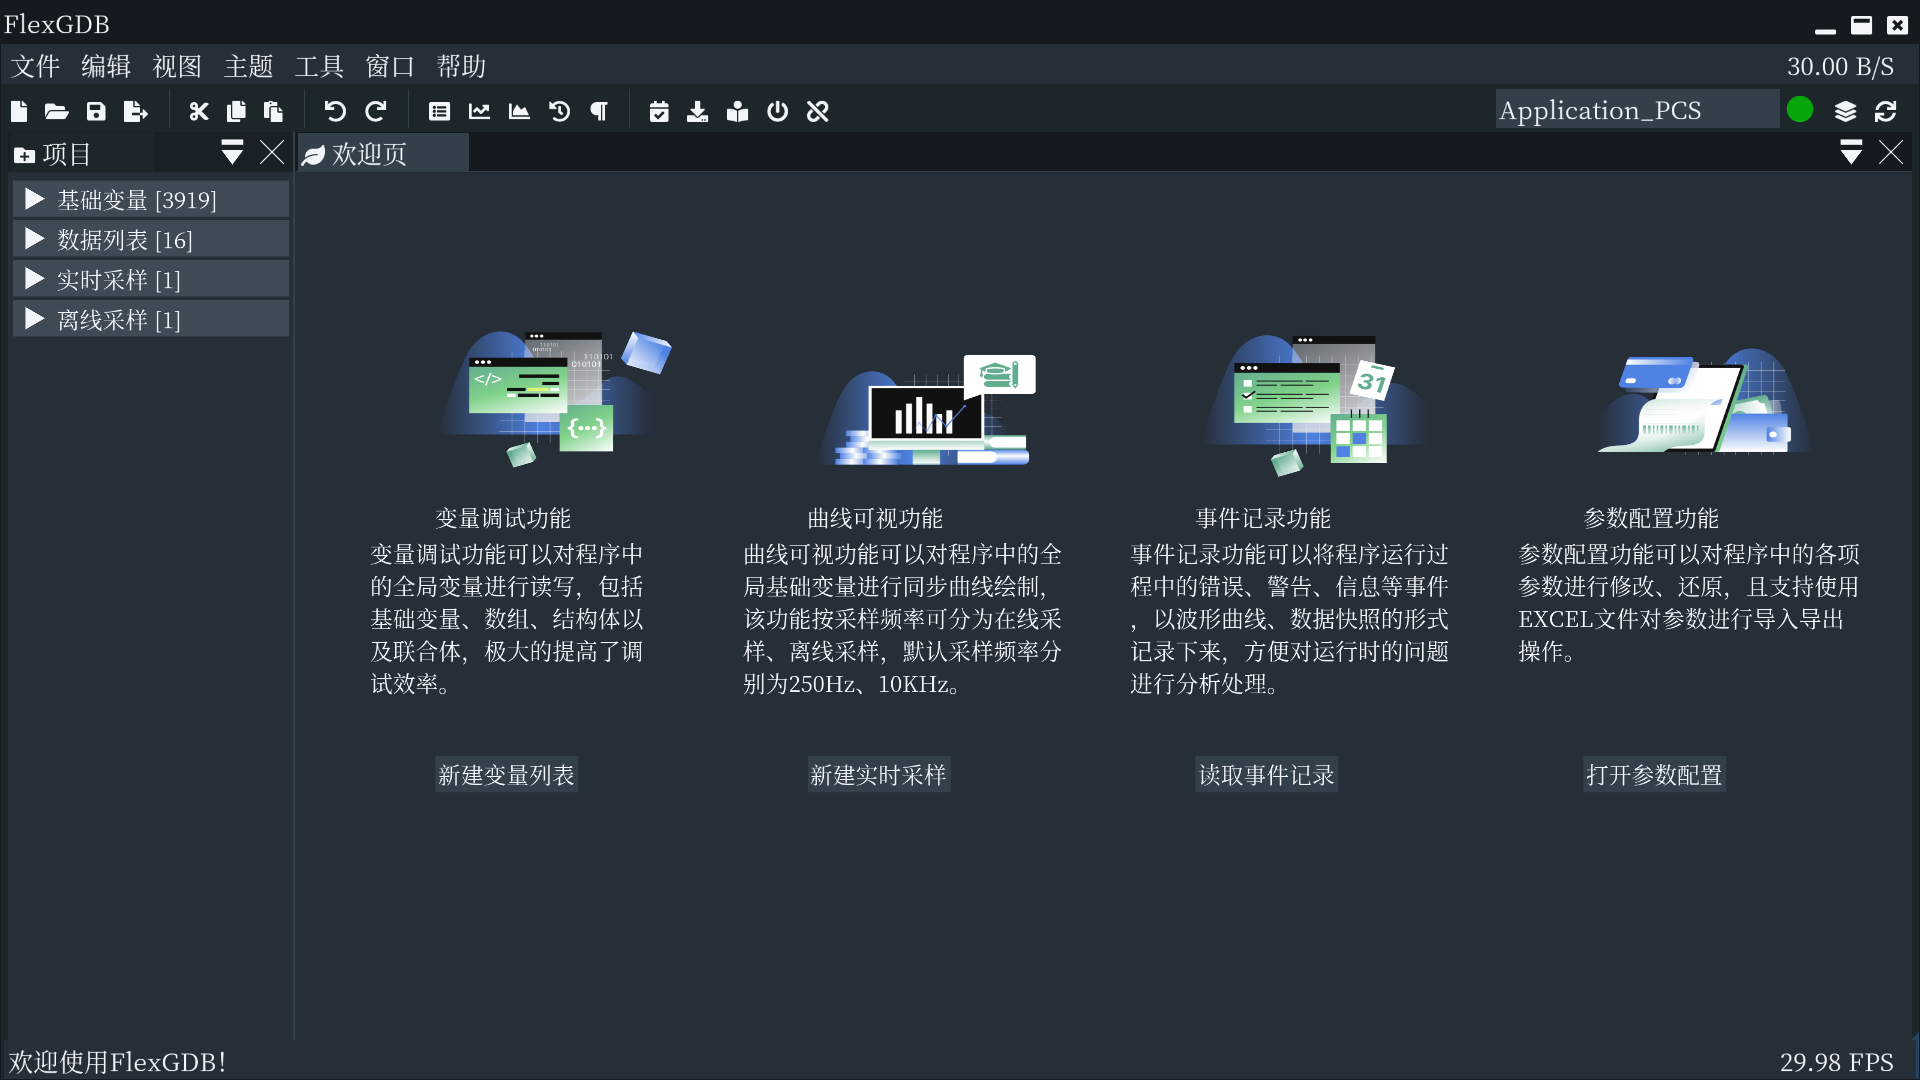 FlexGDB
文件 编辑 视图 主题 工具 窗口 帮助 30.00 B/S
Application_PCS
项目
欢迎页
基础变量 [3919]
数据列表 [16]
实时采样 [1]
离线采样 [1]
110101
010101
110101
010101
</>
{...}
31
变量调试功能
变量调试功能可以对程序中
的全局变量进行读写，包括
基础变量、数组、结构体以
及联合体，极大的提高了调
试效率。
新建变量列表
曲线可视功能
曲线可视功能可以对程序中的全
局基础变量进行同步曲线绘制，
该功能按采样频率可分为在线采
样、离线采样，默认采样频率分
别为250Hz、10KHz。
新建实时采样
事件记录功能
事件记录功能可以将程序运行过
程中的错误、警告、信息等事件
，以波形曲线、数据快照的形式
记录下来，方便对运行时的问题
进行分析处理。
读取事件记录
参数配置功能
参数配置功能可以对程序中的各项
参数进行修改、还原，且支持使用
EXCEL文件对参数进行导入导出
操作。
打开参数配置
欢迎使用FlexGDB！
29.98 FPS